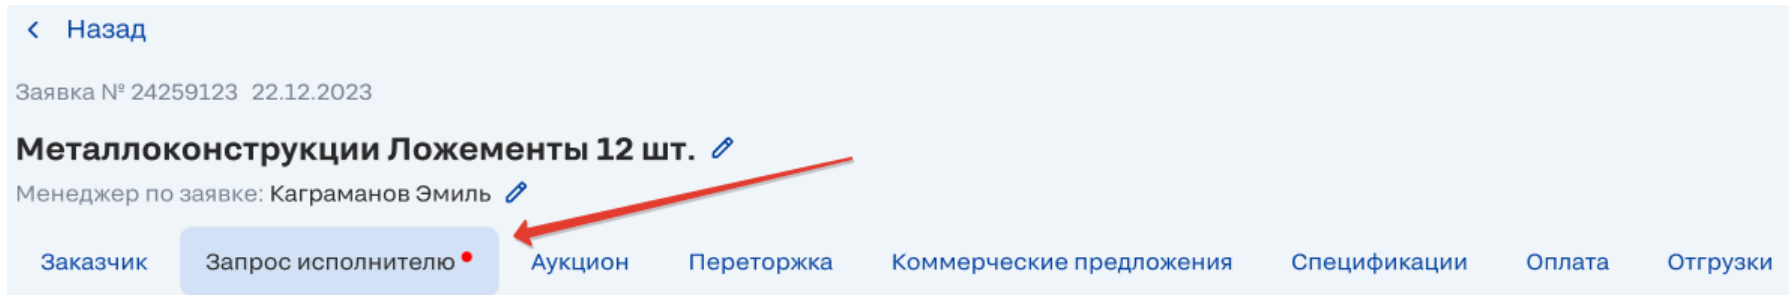 Назад
Заявка № 24259123 22.12.2023
Металлоконструкции Ложементы 12 шт.
Менеджер по заявке: Каграманов Эмиль
Заказчик Запрос исполнителю Аукцион Переторжка Коммерческие предложения Спецификации Оплата Отгрузки